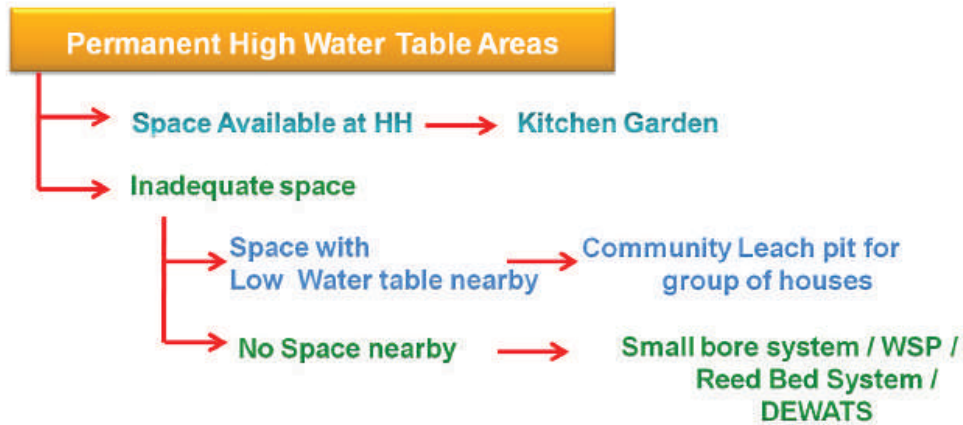 Permanent High Water Table Areas
Space Available at HH
Kitchen Garden
Inadequate space
Space with
Low Water table nearby
Community Leach pit for
group of houses
No Space nearby
Small bore system / WSP /
Reed Bed System /
DEWATS